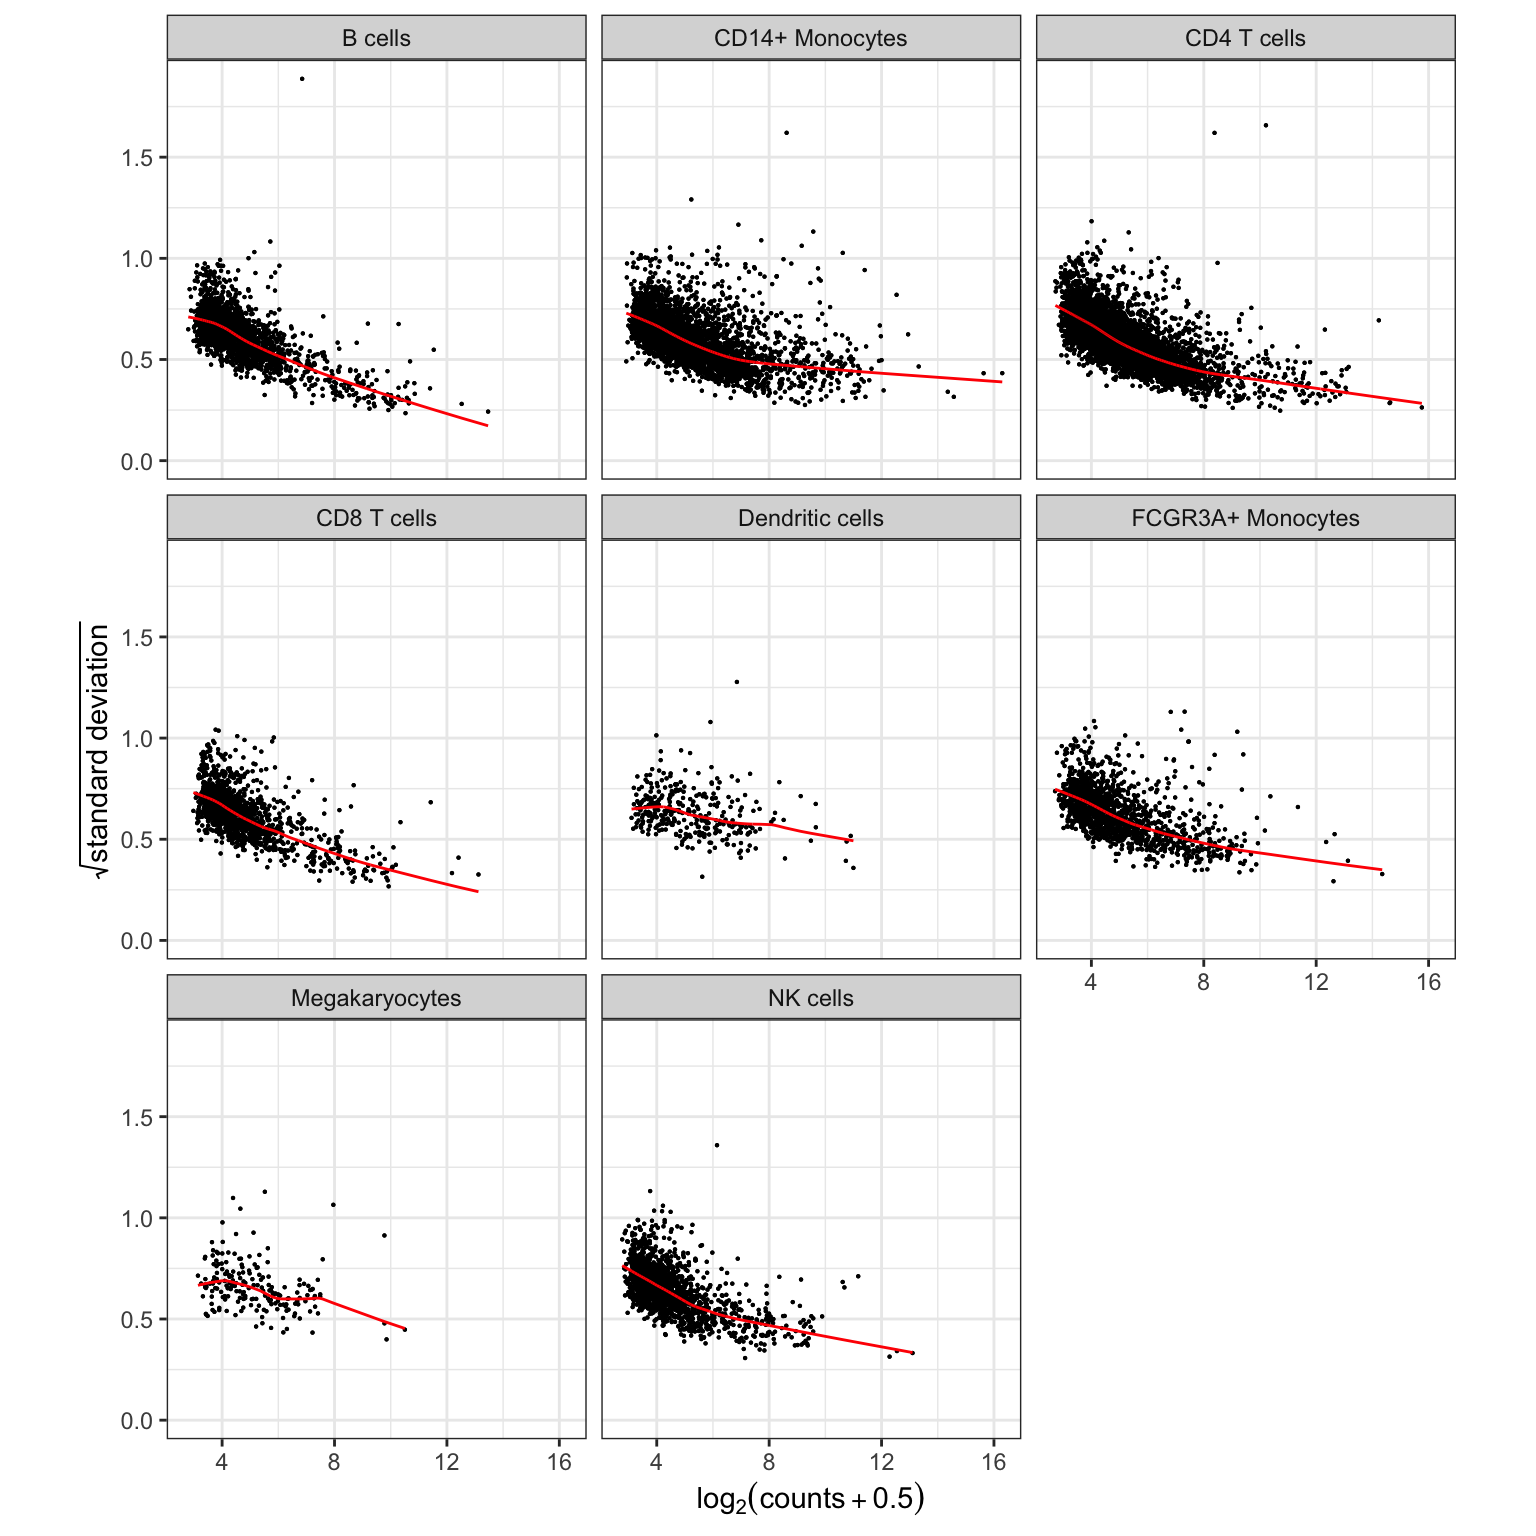 B cells
CD14+ Monocytes
CD4 T cells
1.5
1.0
0.5
0.0
CD8 T cells
Dendritic cells
FCGR3A+ Monocytes
√standard deviation
1.5
1.0
0.5
0.0
4 8 12 16
Megakaryocytes
NK cells
1.5
1.0
0.5
0.0
4 8 12 16
4 8 12 16
log₂(counts + 0.5)